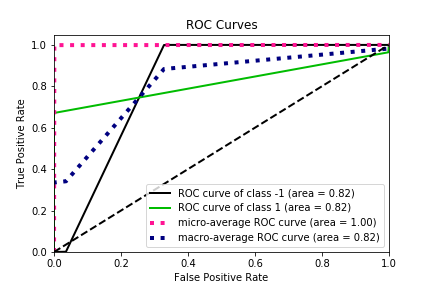 ROC Curves
True Positive Rate
1.0
0.8
0.6
0.4
0.2
0.0
ROC curve of class -1 (area = 0.82)
ROC curve of class 1 (area = 0.82)
micro-average ROC curve (area = 1.00)
macro-average ROC curve (area = 0.82)
0.0 0.2 0.4 0.6 0.8 1.0
False Positive Rate